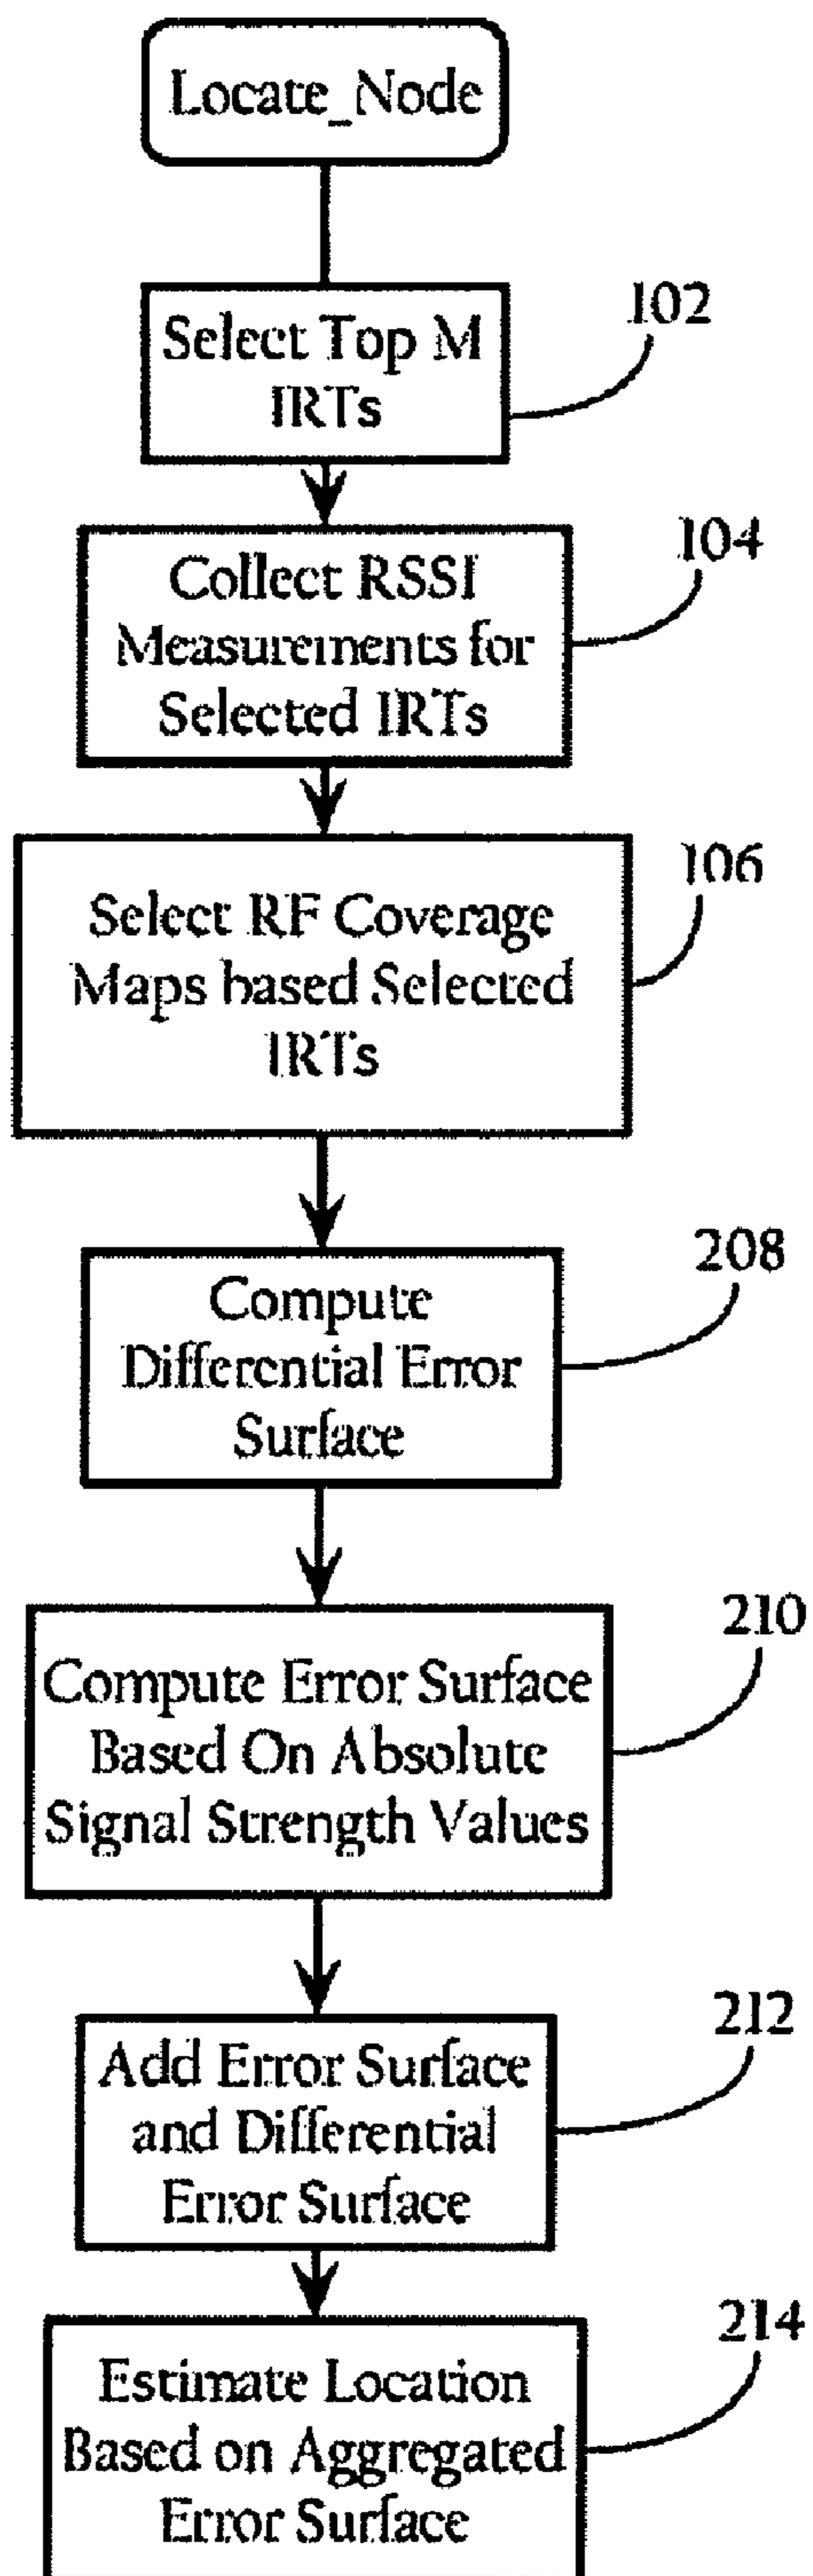 Locate_Node
102
Select Top M
IRTs
104
Collect RSSI
Measurements for
Selected IRTs
106
Select RF Coverage
Maps based Selected
IRTs
208
Compute
Differential Error
Surface
210
Compute Error Surface
Based On Absolute
Signal Strength Values
212
Add Error Surface
and Differential
Error Surface
214
Estimate Location
Based on Aggregated
Error Surface